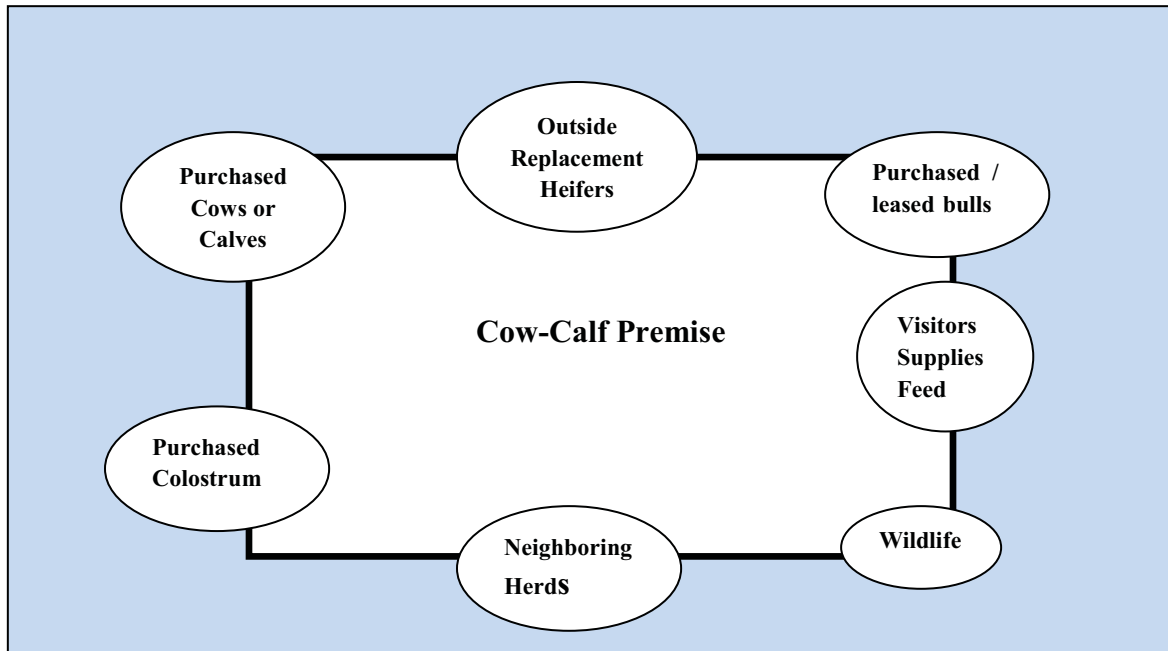 Outside
Replacement
Heifers
Purchased
Cows or
Calves
Purchased /
leased bulls
Cow-Calf Premise
Visitors
Supplies
Feed
Purchased
Colostrum
Neighboring
Herds
Wildlife